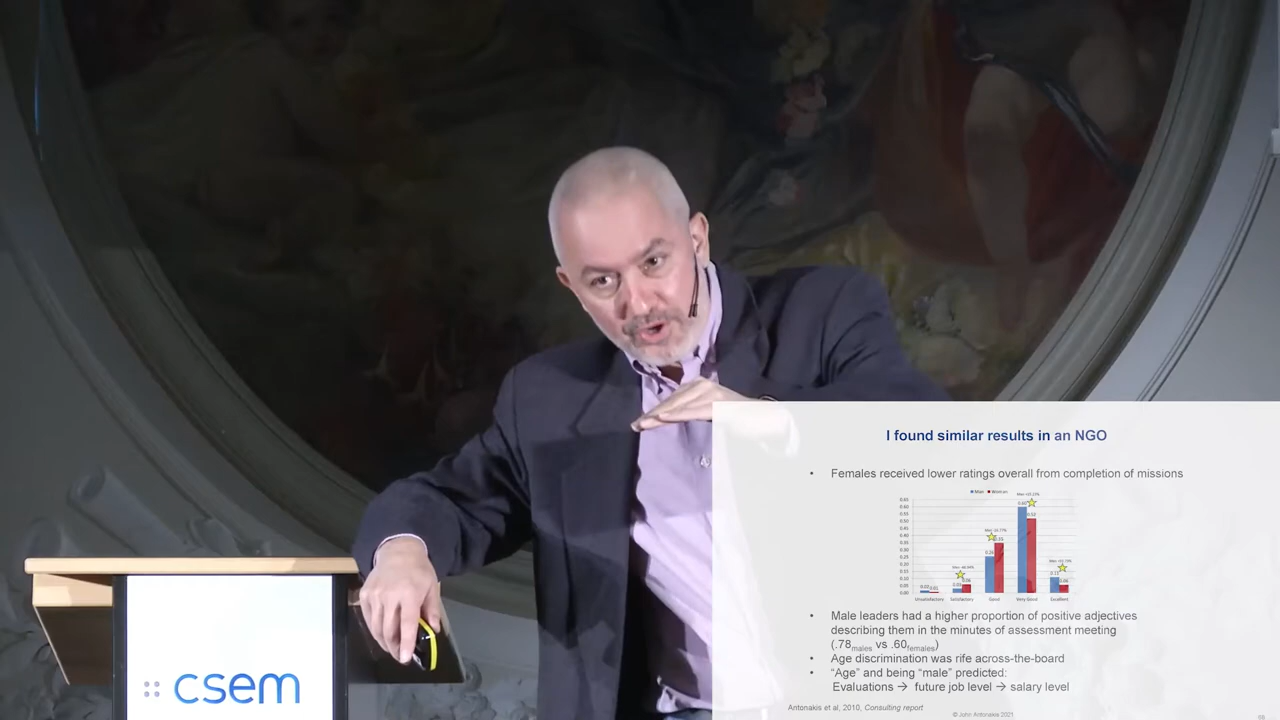 csem
I found similar results in an NGO
• Females received lower ratings overall from completion of missions
Man Woman
Unsatisfactory Satisfactory Good Very Good Excellent
• Male leaders had a higher proportion of positive adjectives
describing them in the minutes of assessment meeting
(.78males vs .60females)
• Age discrimination was rife across-the-board
• “Age” and being “male” predicted:
Evaluations → future job level → salary level
Antonakis et al, 2010, Consulting report
© John Antonakis 2021